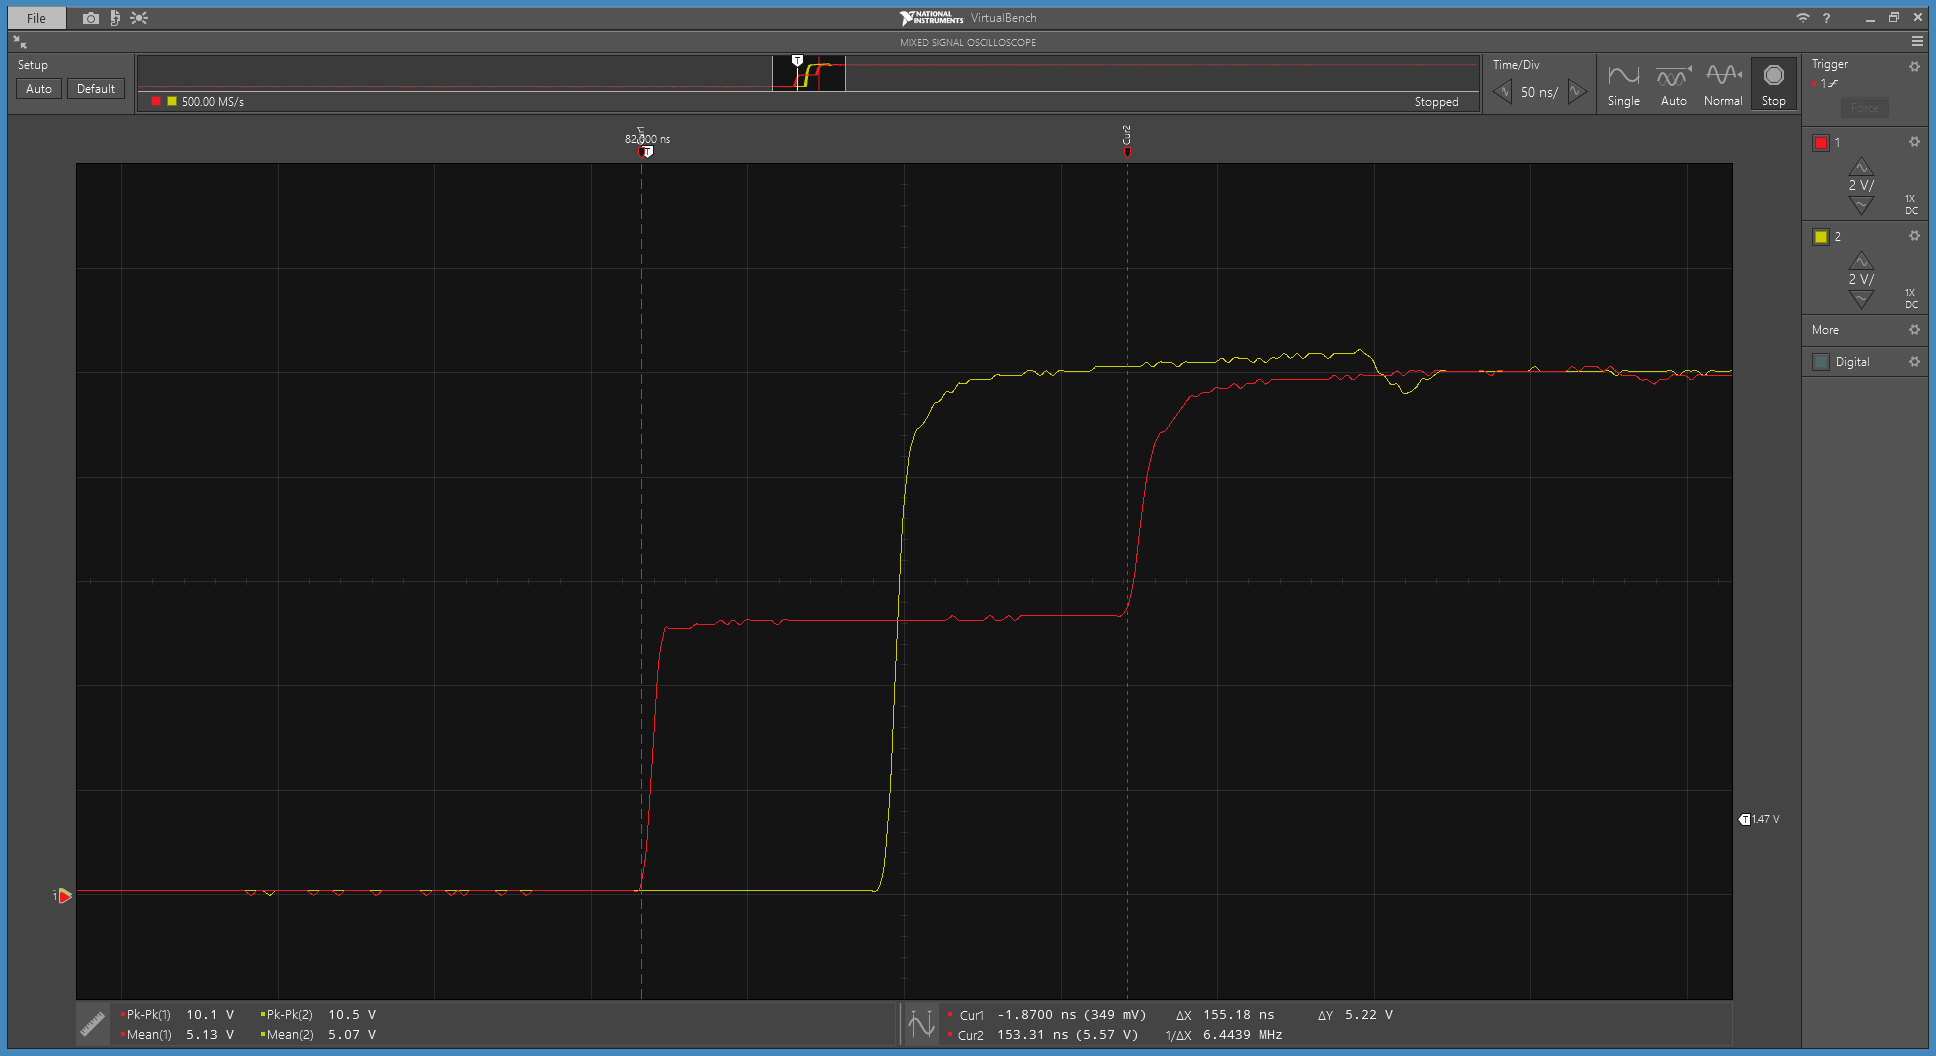 File
NATIONAL INSTRUMENTS VirtualBench
?
MIXED SIGNAL OSCILLOSCOPE
Setup
Auto Default
T
500.00 MS/s
Stopped
Time/Div
50 ns/
Single Auto Normal Stop
Trigger
1
Force
82.000 ns
T
Cur2
1
2 V/
1X
DC
2
2 V/
1X
DC
More
Digital
T 1.47 V
1
Pk-Pk(1) 10.1 V Pk-Pk(2) 10.5 V
Mean(1) 5.13 V Mean(2) 5.07 V
Cur1 -1.8700 ns (349 mV) ΔX 155.18 ns ΔY 5.22 V
Cur2 153.31 ns (5.57 V) 1/ΔX 6.4439 MHz